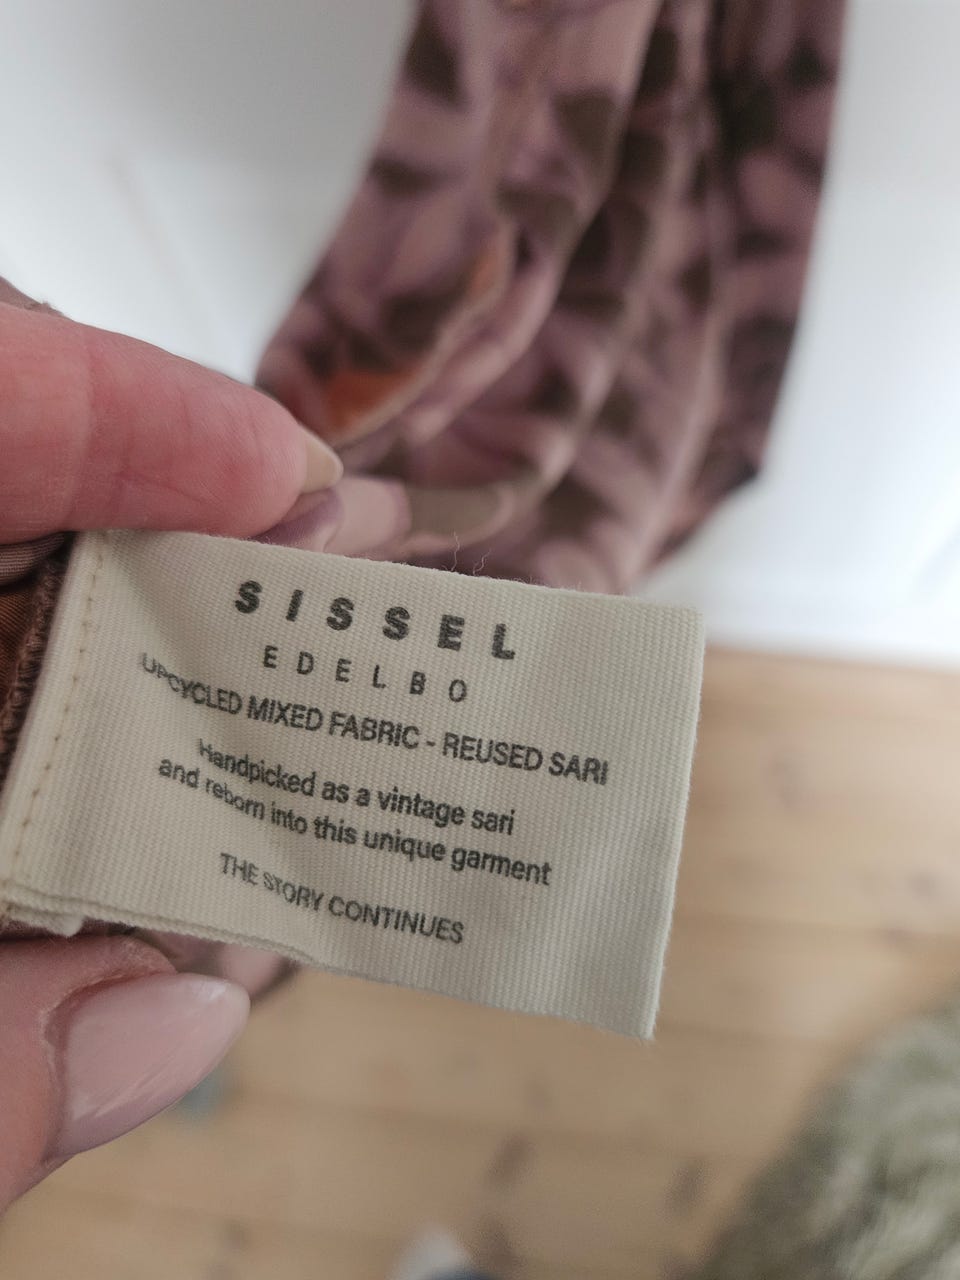 SISSEL
EDELBO
UPCYCLED MIXED FABRIC - REUSED SARI
Handpicked as a vintage sari
and reborn into this unique garment
THE STORY CONTINUES